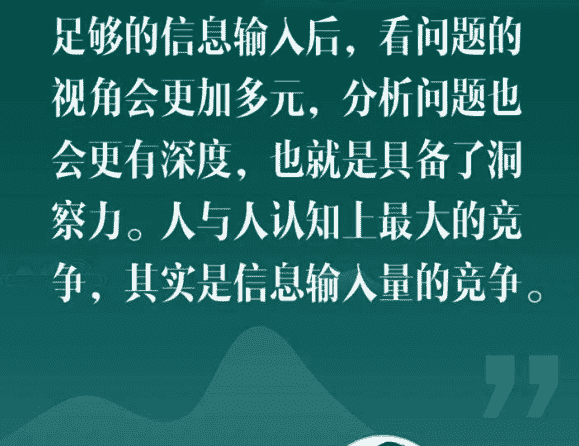 足够的信息输入后，看问题的
视角会更加多元，分析问题也
会更有深度，也就是具备了洞
察力。人与人认知上最大的竞
争，其实是信息输入量的竞争。
”